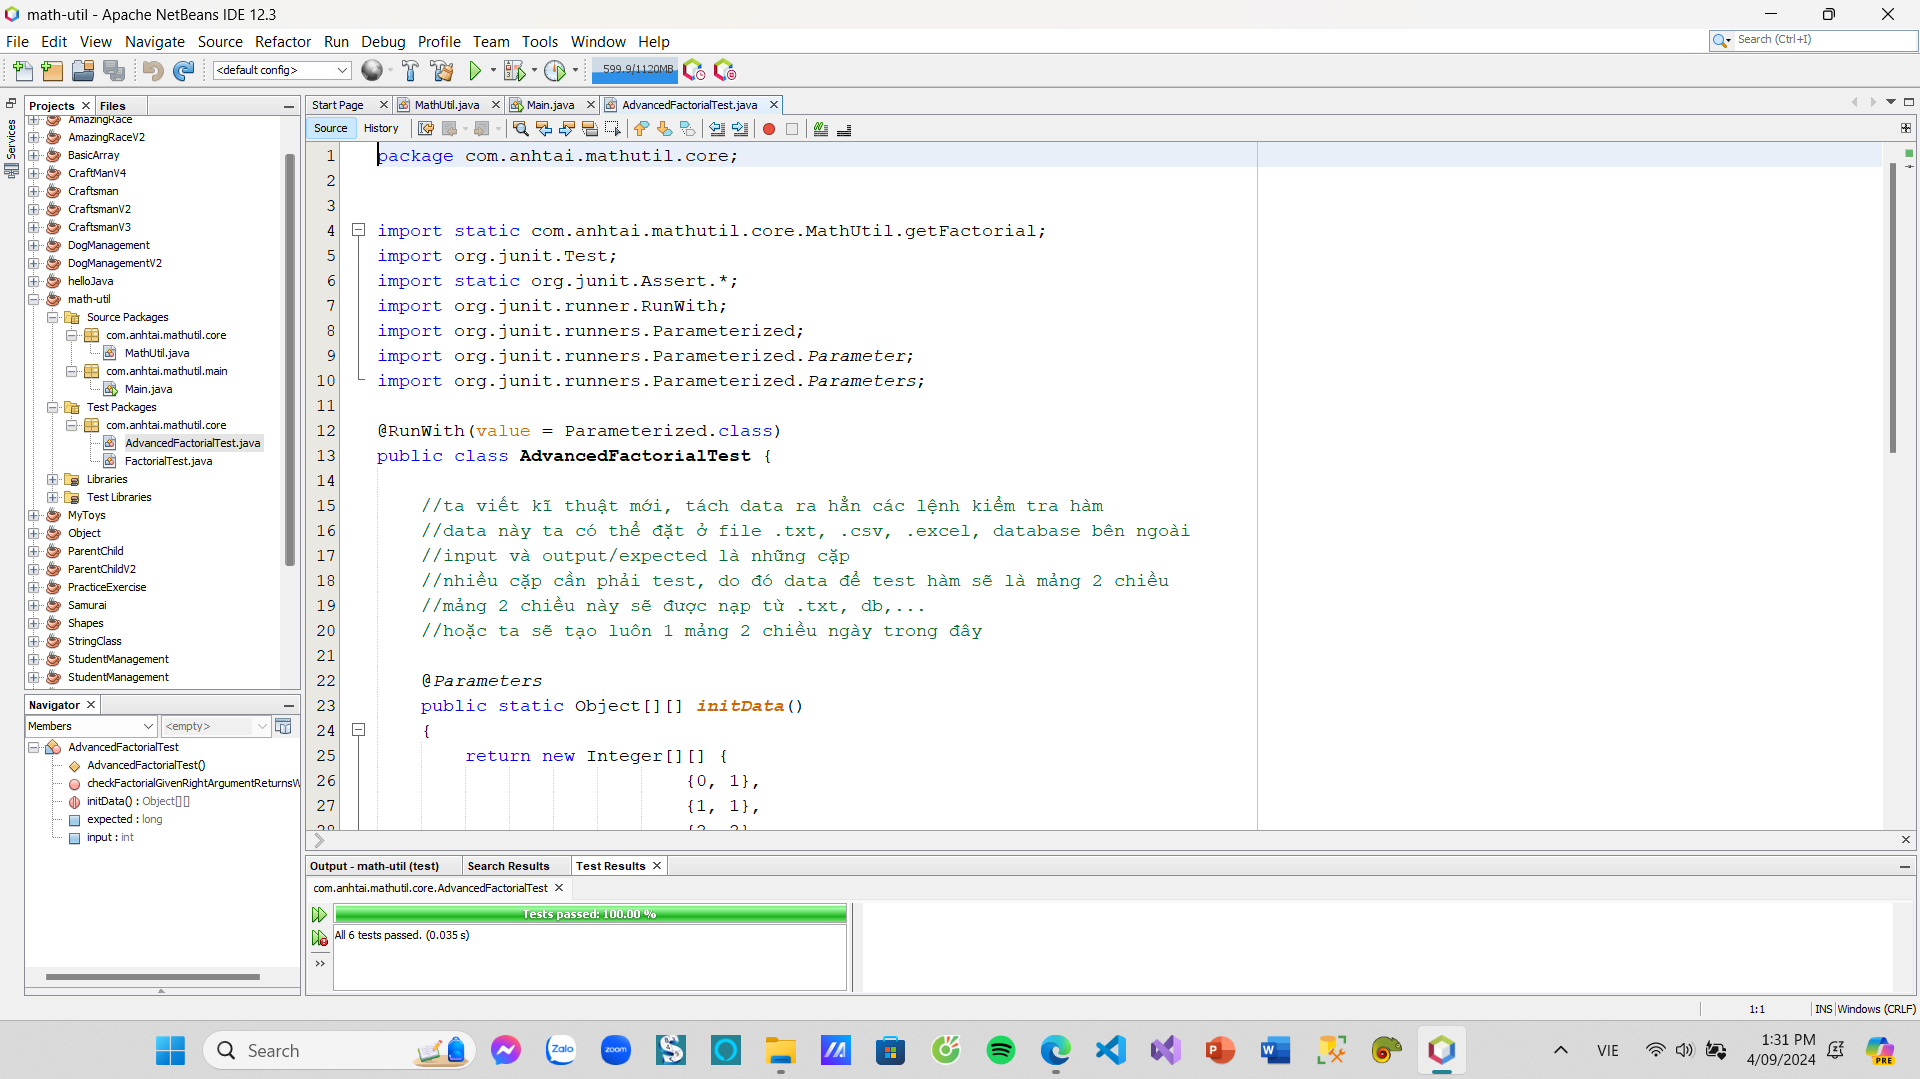 math-util - Apache NetBeans IDE 12.3
File Edit View Navigate Source Refactor Run Debug Profile Team Tools Window Help
Search (Ctrl+I)
<default config>
599.9/1120MB
Services
Projects Files
AmazingRace
AmazingRaceV2
BasicArray
CraftManV4
Craftsman
CraftsmanV2
CraftsmanV3
DogManagement
DogManagementV2
helloJava
math-util
Source Packages
com.anhtai.mathutil.core
MathUtil.java
com.anhtai.mathutil.main
Main.java
Test Packages
com.anhtai.mathutil.core
AdvancedFactorialTest.java
FactorialTest.java
Libraries
Test Libraries
MyToys
Object
ParentChild
ParentChildV2
PracticeExercise
Samurai
Shapes
StringClass
StudentManagement
StudentManagement
Navigator
Members <empty>
AdvancedFactorialTest
AdvancedFactorialTest()
checkFactorialGivenRightArgumentReturnsW
initData() : Object[][]
expected : long
input : int
Start Page MathUtil.java Main.java AdvancedFactorialTest.java
Source History
1 package com.anhtai.mathutil.core;
2
3
4 import static com.anhtai.mathutil.core.MathUtil.getFactorial;
5 import org.junit.Test;
6 import static org.junit.Assert.*;
7 import org.junit.runner.RunWith;
8 import org.junit.runners.Parameterized;
9 import org.junit.runners.Parameterized.Parameter;
10 import org.junit.runners.Parameterized.Parameters;
11
12 @RunWith(value = Parameterized.class)
13 public class AdvancedFactorialTest {
14
15 //ta viết kĩ thuật mới, tách data ra hẳn các lệnh kiểm tra hàm
16 //data này ta có thể đặt ở file .txt, .csv, .excel, database bên ngoài
17 //input và output/expected là những cặp
18 //nhiều cặp cần phải test, do đó data để test hàm sẽ là mảng 2 chiều
19 //mảng 2 chiều này sẽ được nạp từ .txt, db,...
20 //hoặc ta sẽ tạo luôn 1 mảng 2 chiều ngày trong đây
21
22 @Parameters
23 public static Object[][] initData()
24 {
25 return new Integer[][] {
26 {0, 1},
27 {1, 1},
28 {2, 2}
Output - math-util (test) Search Results Test Results
com.anhtai.mathutil.core.AdvancedFactorialTest
Tests passed: 100.00 %
All 6 tests passed. (0.035 s)
1:1 INS Windows (CRLF)
Search
Zalo
zoom
VIE
1:31 PM
4/09/2024
PRE